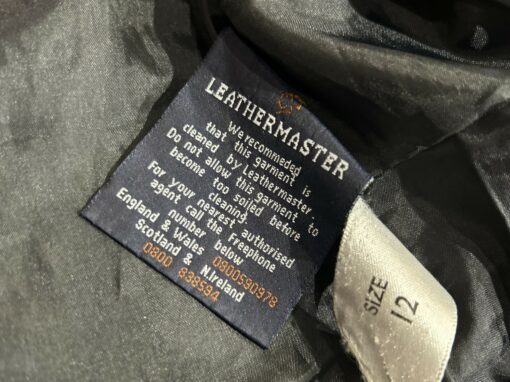 LEATHERMASTER
We recommeded
that this garment is
cleaned by Leathermaster.
Do not allow this garment to
become too soiled before
cleaning.
For your nearest authorised
agent call the Freephone
number below.
England & Wales 0900590978
Scotland & N.Ireland
0800 838594
SIZE
12